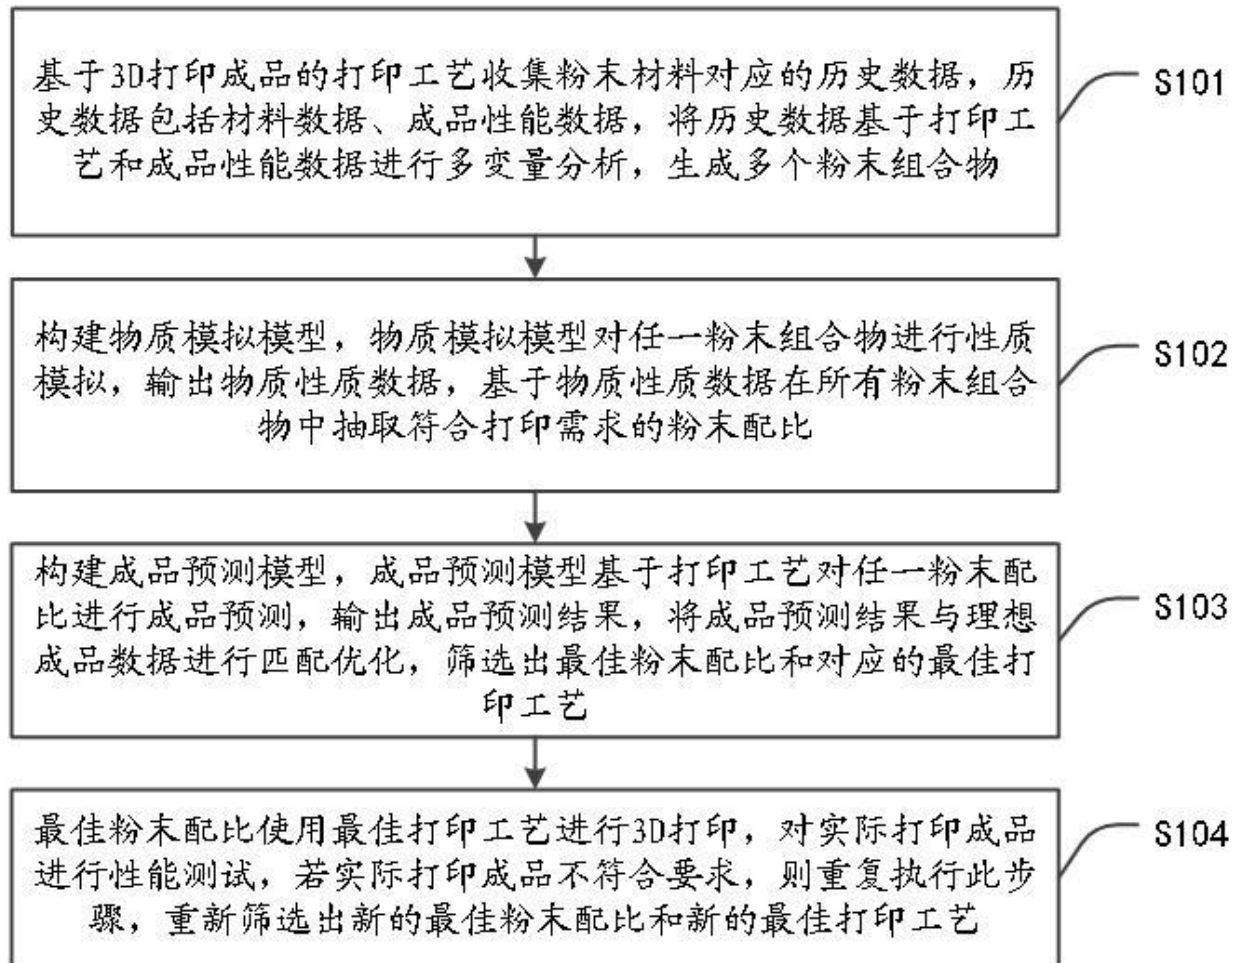 基于3D打印成品的打印工艺收集粉末材料对应的历史数据，历
史数据包括材料数据、成品性能数据，将历史数据基于打印工
艺和成品性能数据进行多变量分析，生成多个粉末组合物
S101
构建物质模拟模型，物质模拟模型对任一粉末组合物进行性质
模拟，输出物质性质数据，基于物质性质数据在所有粉末组合
物中抽取符合打印需求的粉末配比
S102
构建成品预测模型，成品预测模型基于打印工艺对任一粉末配
比进行成品预测，输出成品预测结果，将成品预测结果与理想
成品数据进行匹配优化，筛选出最佳粉末配比和对应的最佳打
印工艺
S103
最佳粉末配比使用最佳打印工艺进行3D打印，对实际打印成品
进行性能测试，若实际打印成品不符合要求，则重复执行此步
骤，重新筛选出新的最佳粉末配比和新的最佳打印工艺
S104